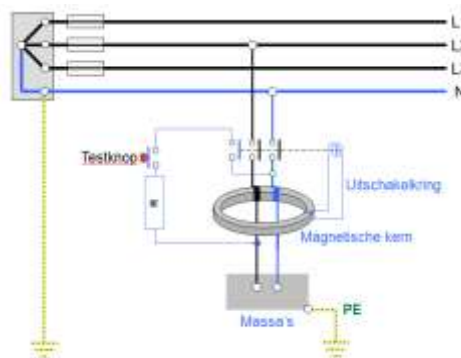 L
L
L
N
Testknop
R
Uitschakelkring
Magnetische kern
PE
Massa's